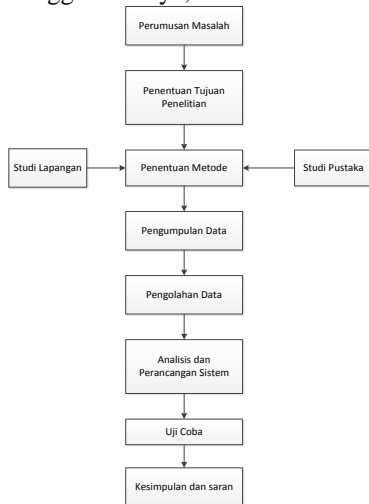 Perumusan Masalah
Penentuan Tujuan
Penelitian
Studi Lapangan
Penentuan Metode
Studi Pustaka
Pengumpulan Data
Pengolahan Data
Analisis dan
Perancangan Sistem
Uji Coba
Kesimpulan dan saran